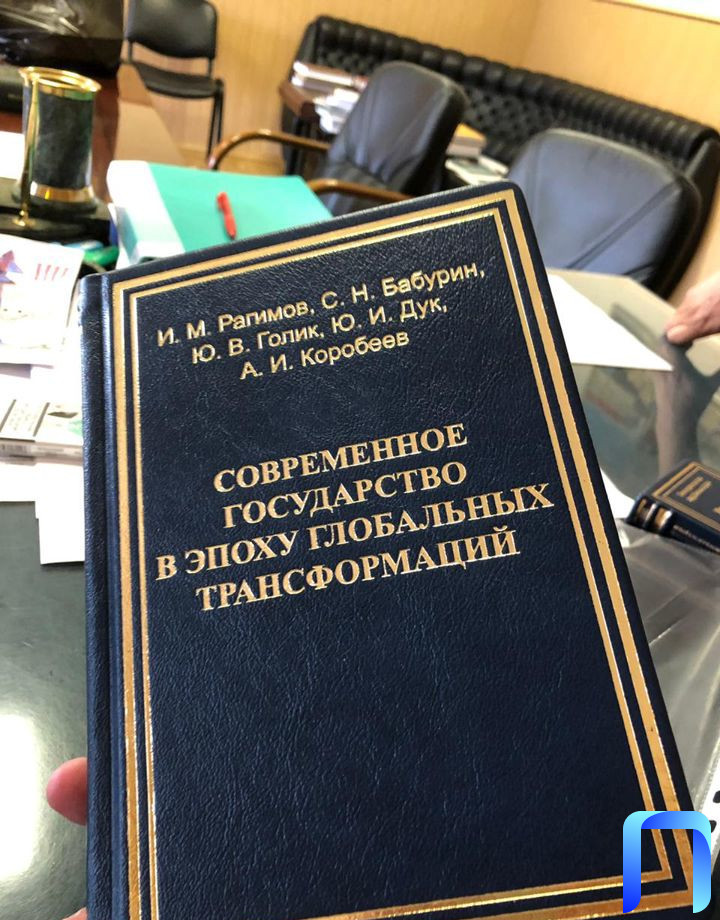 И. М. Рагимов, С. Н. Бабурин,
Ю. В. Голик, Ю. И. Дук,
А. И. Коробеев
СОВРЕМЕННОЕ
ГОСУДАРСТВО
В ЭПОХУ ГЛОБАЛЬНЫХ
ТРАНСФОРМАЦИЙ